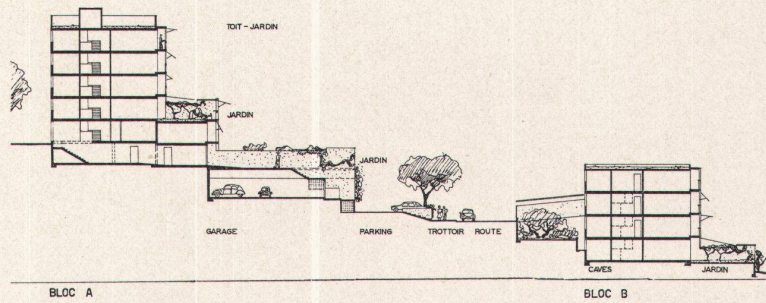 TOIT-JARDIN
JARDIN
JARDIN
GARAGE
PARKING
TROTTOIR
ROUTE
CAVES
JARDIN
BLOC A
BLOC B